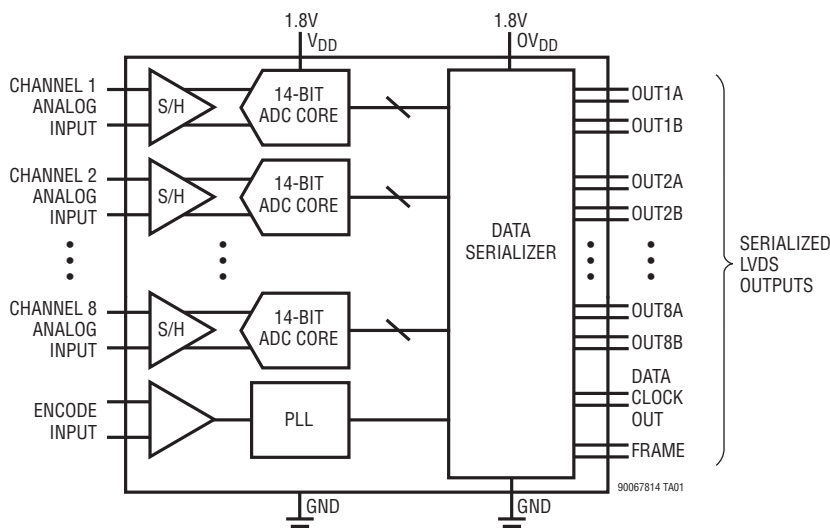 1.8V
V_DD
1.8V
OV_DD
CHANNEL 1
ANALOG
INPUT
S/H
14-BIT
ADC CORE
OUT1A
OUT1B
CHANNEL 2
ANALOG
INPUT
S/H
14-BIT
ADC CORE
OUT2A
OUT2B
DATA
SERIALIZER
SERIALIZED
LVDS
OUTPUTS
CHANNEL 8
ANALOG
INPUT
S/H
14-BIT
ADC CORE
OUT8A
OUT8B
ENCODE
INPUT
PLL
DATA
CLOCK
OUT
FRAME
GND
GND
90067814 TA01